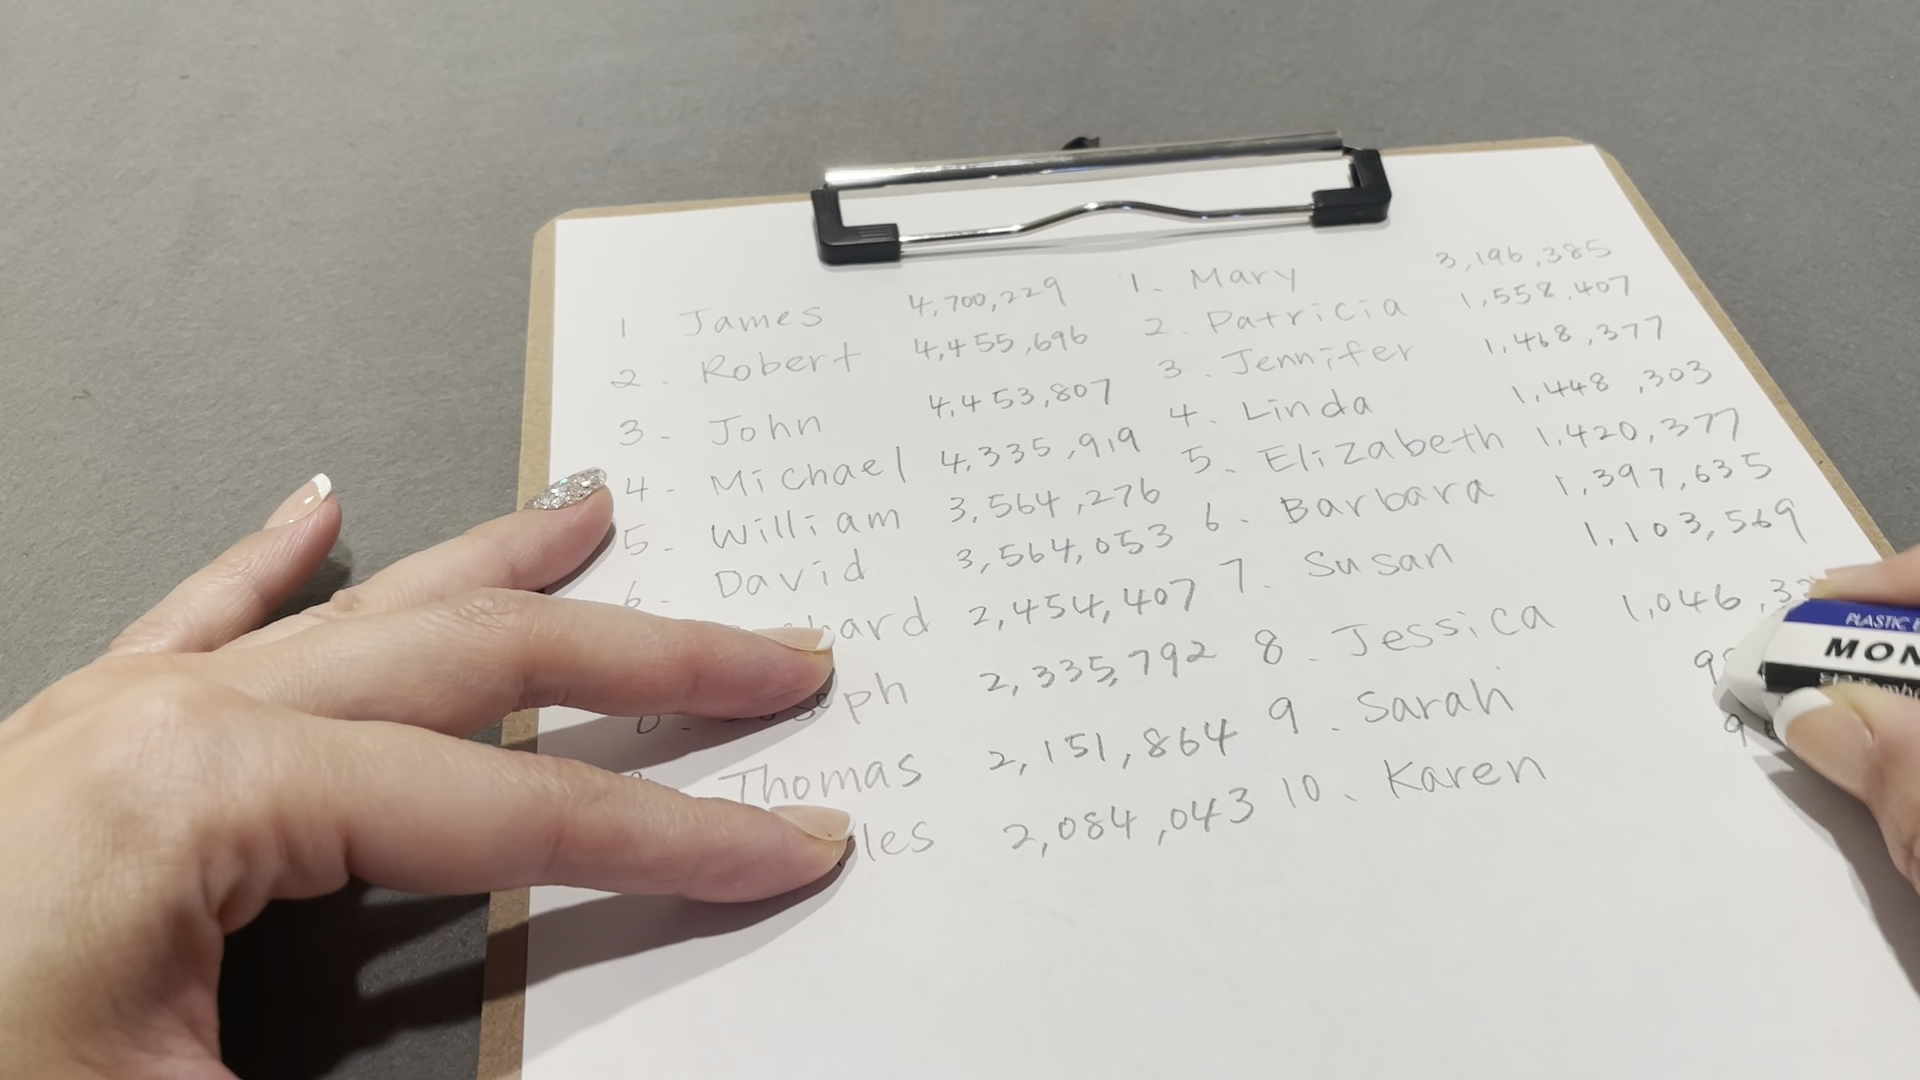 1 James 4,700,229 1. Mary 3,196,385
2. Robert 4,455,696 2. Patricia 1,558,407
3. John 4,453,807 3. Jennifer 1,468,377
4. Michael 4,335,919 4. Linda 1,448,303
5. William 3,564,276 5. Elizabeth 1,420,377
6. David 3,564,053 6. Barbara 1,397,635
2,454,407 7. Susan 1,103,569
2,335,792 8. Jessica
Thomas 2,151,864 9. Sarah
2,084,043 10. Karen
PLASTIC
MON